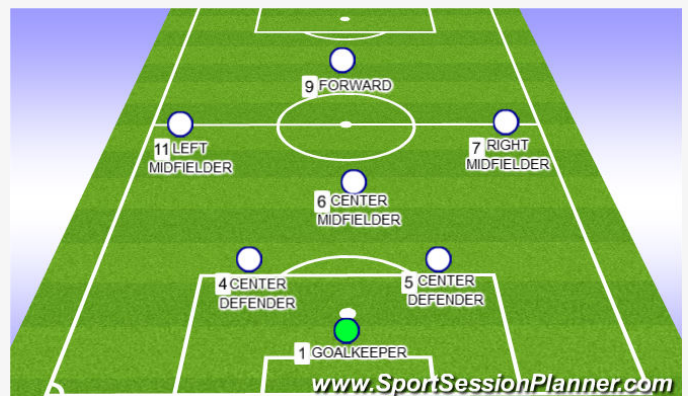 9 FORWARD
11 LEFT
MIDFIELDER
7 RIGHT
MIDFIELDER
6 CENTER
MIDFIELDER
4 CENTER
DEFENDER
5 CENTER
DEFENDER
1 GOALKEEPER
www.SportSessionPlanner.com